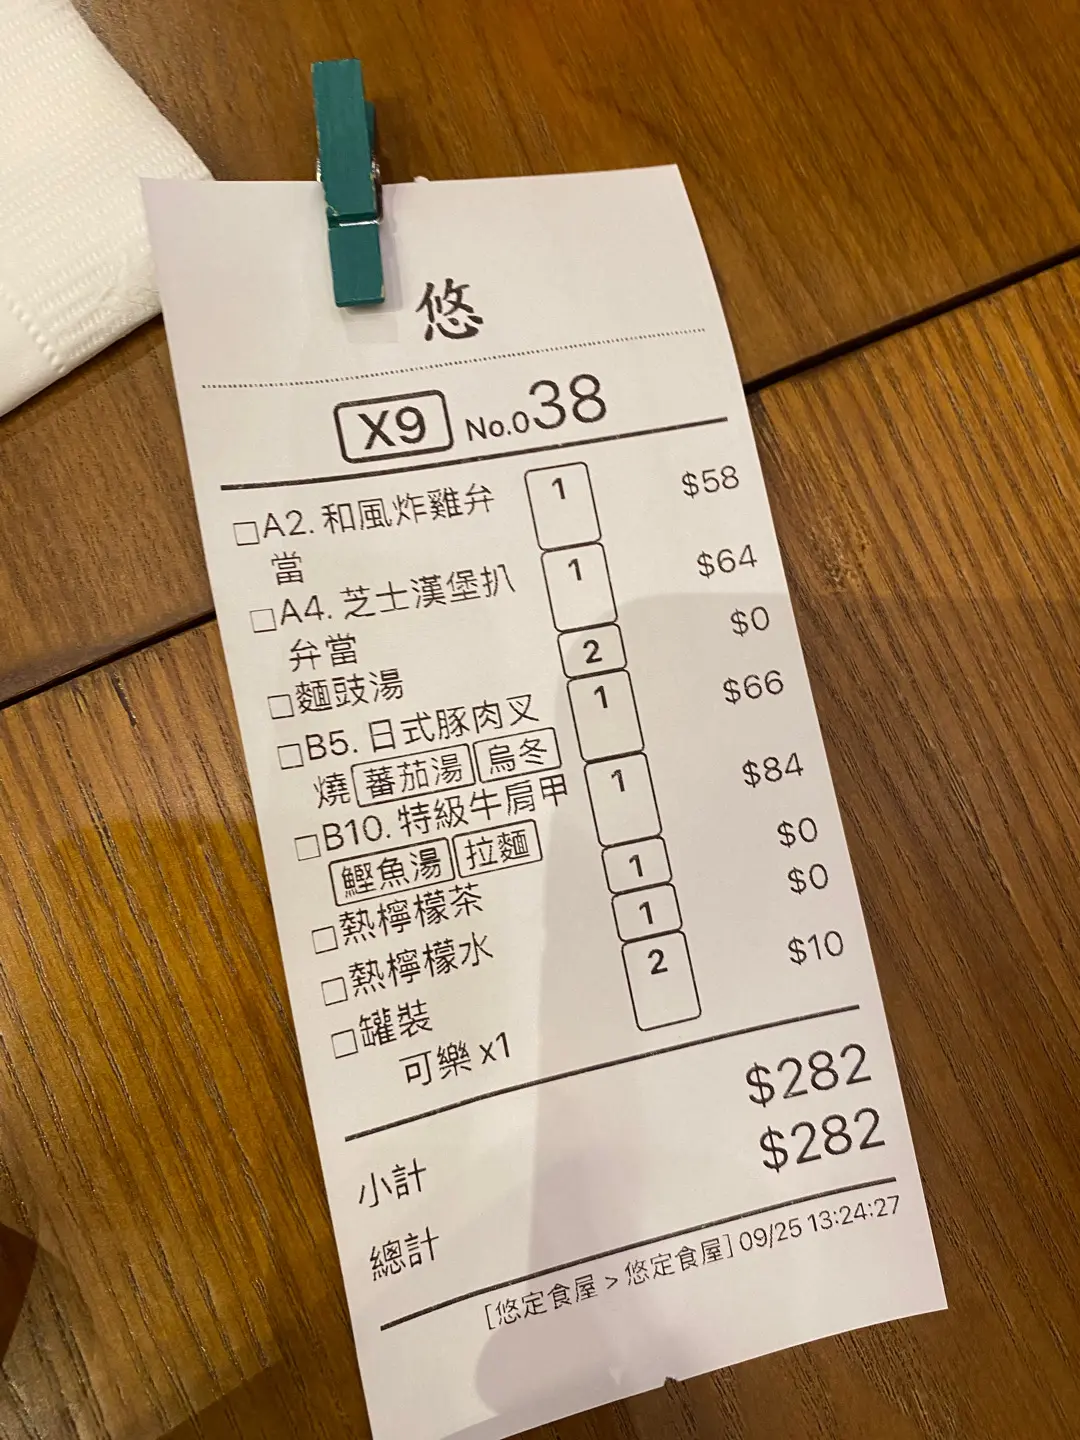 悠
X9 No.038
□A2. 和風炸雞弁 1 $58
當
□A4. 芝士漢堡扒 1 $64
弁當
□麵豉湯 2 $0
□B5. 日式豚肉叉 1 $66
燒 蕃茄湯 烏冬
□B10. 特級牛肩甲 1 $84
鰹魚湯 拉麵
□熱檸檬茶 1 $0
□熱檸檬水 1 $0
□罐裝 2 $10
可樂 x1
小計 $282
總計 $282
[悠定食屋 > 悠定食屋] 09/25 13:24:27